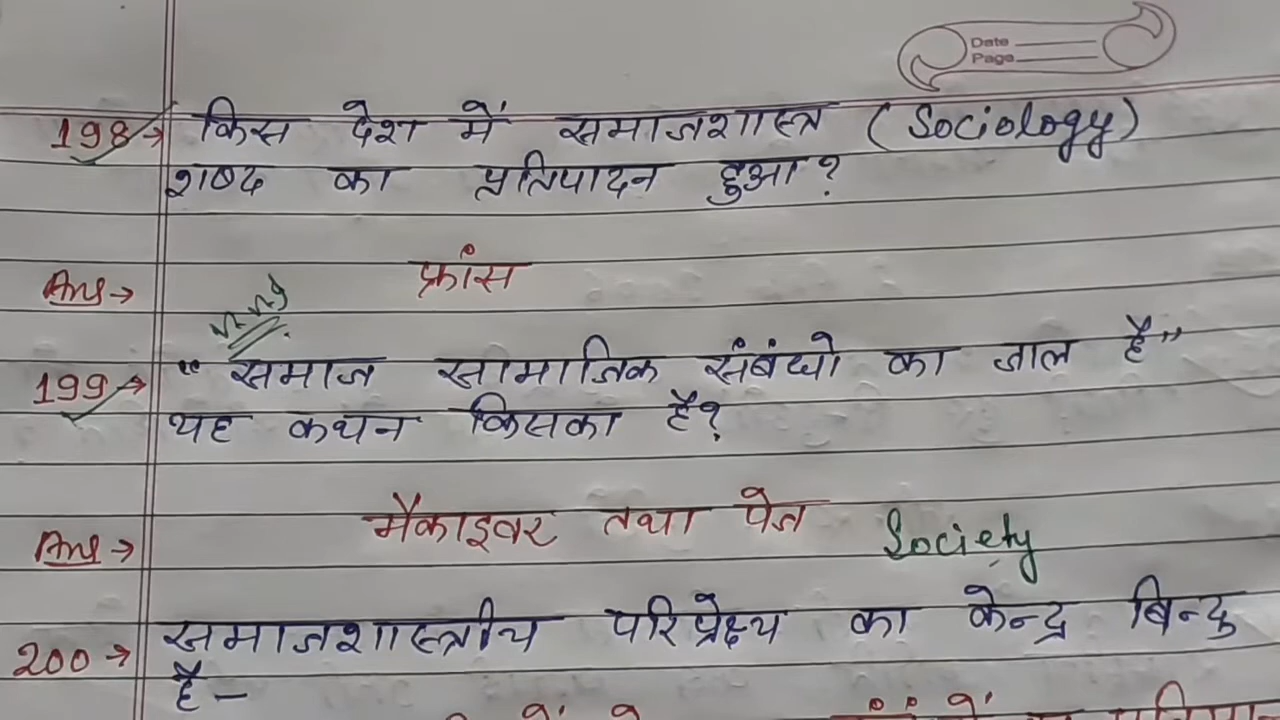 Date
Page
198→ किस देश में समाजशास्त्र (Sociology)
शब्द का प्रतिपादन हुआ?
Ans→ फ्रांस
199→ "समाज सामाजिक संबंधो का जाल है"
यह कथन किसका है?
Ans→ मैकाइवर तथा पेज Society
200→ समाजशास्त्रीय परिप्रेक्ष्य का केन्द्र बिन्दु
है –